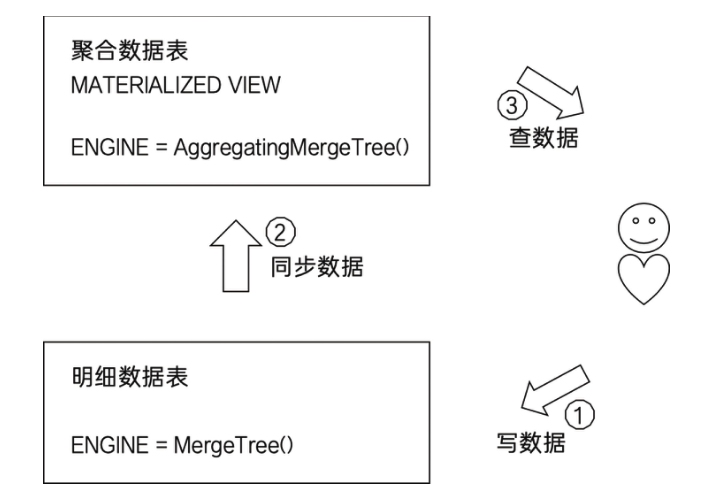 聚合数据表
MATERIALIZED VIEW
ENGINE = AggregatingMergeTree()
③
查数据
②
同步数据
明细数据表
ENGINE = MergeTree()
①
写数据